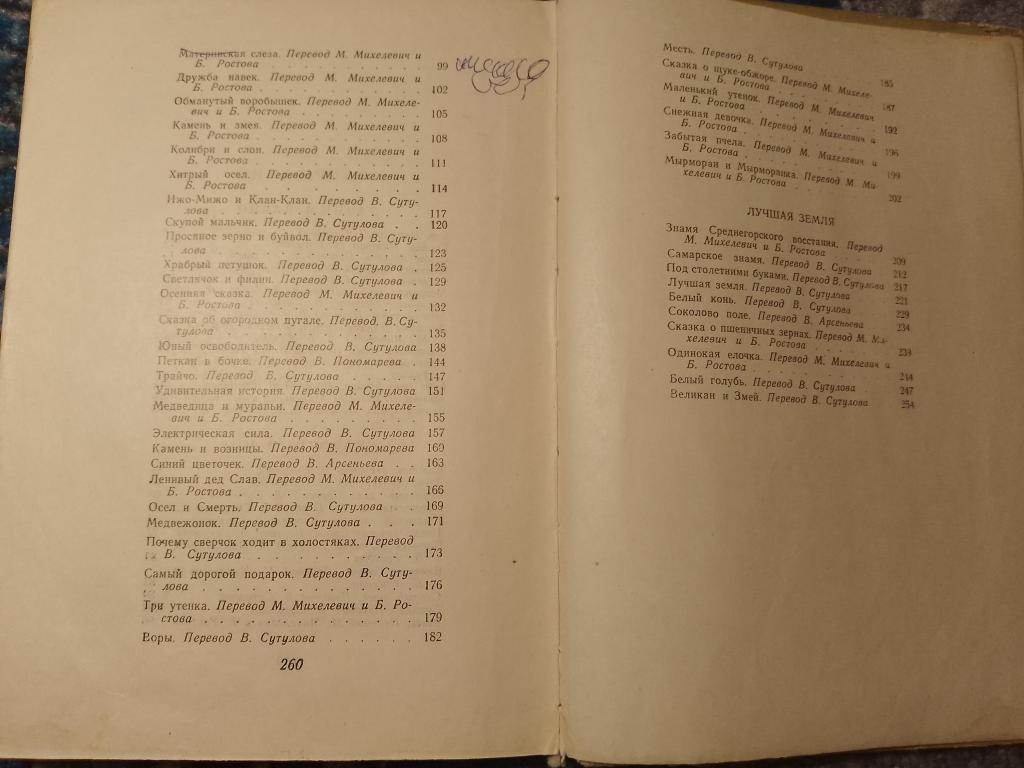 Материнская слеза. Перевод М. Михелевич и
Б. Ростова . . . . . . . . . . . 99
Дружба навек. Перевод М. Михелевич и
Б. Ростова . . . . . . . . . . . 102
Обманутый воробышек. Перевод М. Михеле-
вич и Б. Ростова . . . . . . . . . 105
Камень и змея. Перевод М. Михелевич и
Б. Ростова . . . . . . . . . . . 108
Колибри и слон. Перевод М. Михелевич и
Б. Ростова . . . . . . . . . . . 111
Хитрый осел. Перевод М. Михелевич и
Б. Ростова . . . . . . . . . . . 114
Ижо-Мижо и Клан-Клан. Перевод В. Суту-
лова . . . . . . . . . . . . . 117
Скупой мальчик. Перевод В. Сутулова . . 120
Просяное зерно и буйвол. Перевод В. Суту-
лова . . . . . . . . . . . . . 123
Храбрый петушок. Перевод В. Сутулова . 125
Светлячок и филин. Перевод В. Сутулова . 129
Осенняя сказка. Перевод М. Михелевич и
Б. Ростова . . . . . . . . . . . 132
Сказка об огородном пугале. Перевод. В. Су-
тулова . . . . . . . . . . . . 135
Юный освободитель. Перевод В. Сутулова 138
Петкан в бочке. Перевод В. Пономарева . 144
Трайчо. Перевод Б. Сутулова . . . . . 147
Удивительная история. Перевод В. Сутулова 151
Медведица и муравьи. Перевод М. Михеле-
вич и Б. Ростова . . . . . . . . . 155
Электрическая сила. Перевод В. Сутулова 157
Камень и возницы. Перевод В. Пономарева 160
Синий цветочек. Перевод В. Арсеньева . . 163
Ленивый дед Слав. Перевод М. Михелевич и
Б. Ростова . . . . . . . . . . . 166
Осел и Смерть. Перевод В. Сутулова . . 169
Медвежонок. Перевод В. Сутулова . . . 171
Почему сверчок ходит в холостяках. Перевод
В. Сутулова . . . . . . . . . . 173
Самый дорогой подарок. Перевод В. Суту-
лова . . . . . . . . . . . . . 176
Три утенка. Перевод М. Михелевич и Б. Ро-
стова . . . . . . . . . . . . . 179
Воры. Перевод В. Сутулова . . . . . . 182
260
Месть. Перевод В. Сутулова . . . . . . 185
Сказка о щуке-обжоре. Перевод М. Михеле-
вич и Б. Ростова . . . . . . . . . 187
Маленький утенок. Перевод М. Михелевич
и Б. Ростова . . . . . . . . . . 192
Снежная девочка. Перевод М. Михелевич и
Б. Ростова . . . . . . . . . . . 196
Забытая пчела. Перевод М. Михелевич и
Б. Ростова . . . . . . . . . . . 199
Мырморан и Мырморанка. Перевод М. Ми-
хелевич и Б. Ростова . . . . . . . . 202
ЛУЧШАЯ ЗЕМЛЯ
Знамя Среднегорского восстания. Перевод
М. Михелевич и Б. Ростова . . . . . 209
Самарское знамя. Перевод В. Сутулова 212
Под столетними буками. Перевод В. Сутулова 217
Лучшая земля. Перевод В. Сутулова 221
Белый конь. Перевод В. Сутулова . . . 229
Соколово поле. Перевод В. Арсеньева . . 234
Сказка о пшеничных зернах. Перевод М. Ми-
хелевич и Б. Ростова . . . . . . . . 239
Одинокая елочка. Перевод М. Михелевич и
Б. Ростова . . . . . . . . . . . 244
Белый голубь. Перевод В. Сутулова . . . 247
Великан и Змей. Перевод В. Сутулова . . 254